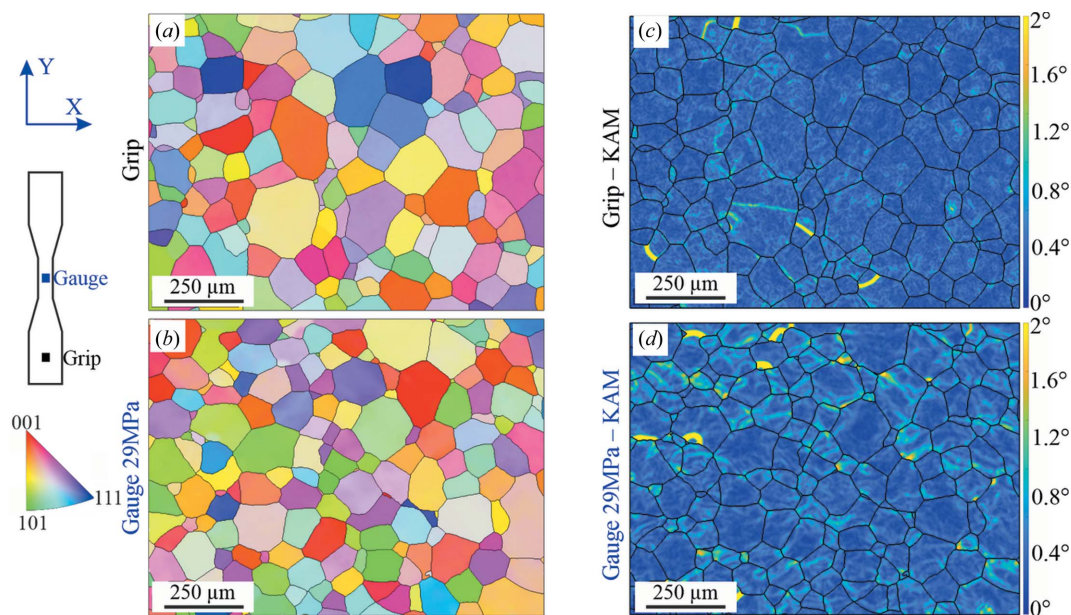 Y
X
Gauge
Grip
001
101
111
(a)
Grip
250 μm
(b)
Gauge 29MPa
250 μm
(c)
Grip – KAM
250 μm
2°
1.6°
1.2°
0.8°
0.4°
0°
(d)
Gauge 29MPa – KAM
250 μm
2°
1.6°
1.2°
0.8°
0.4°
0°